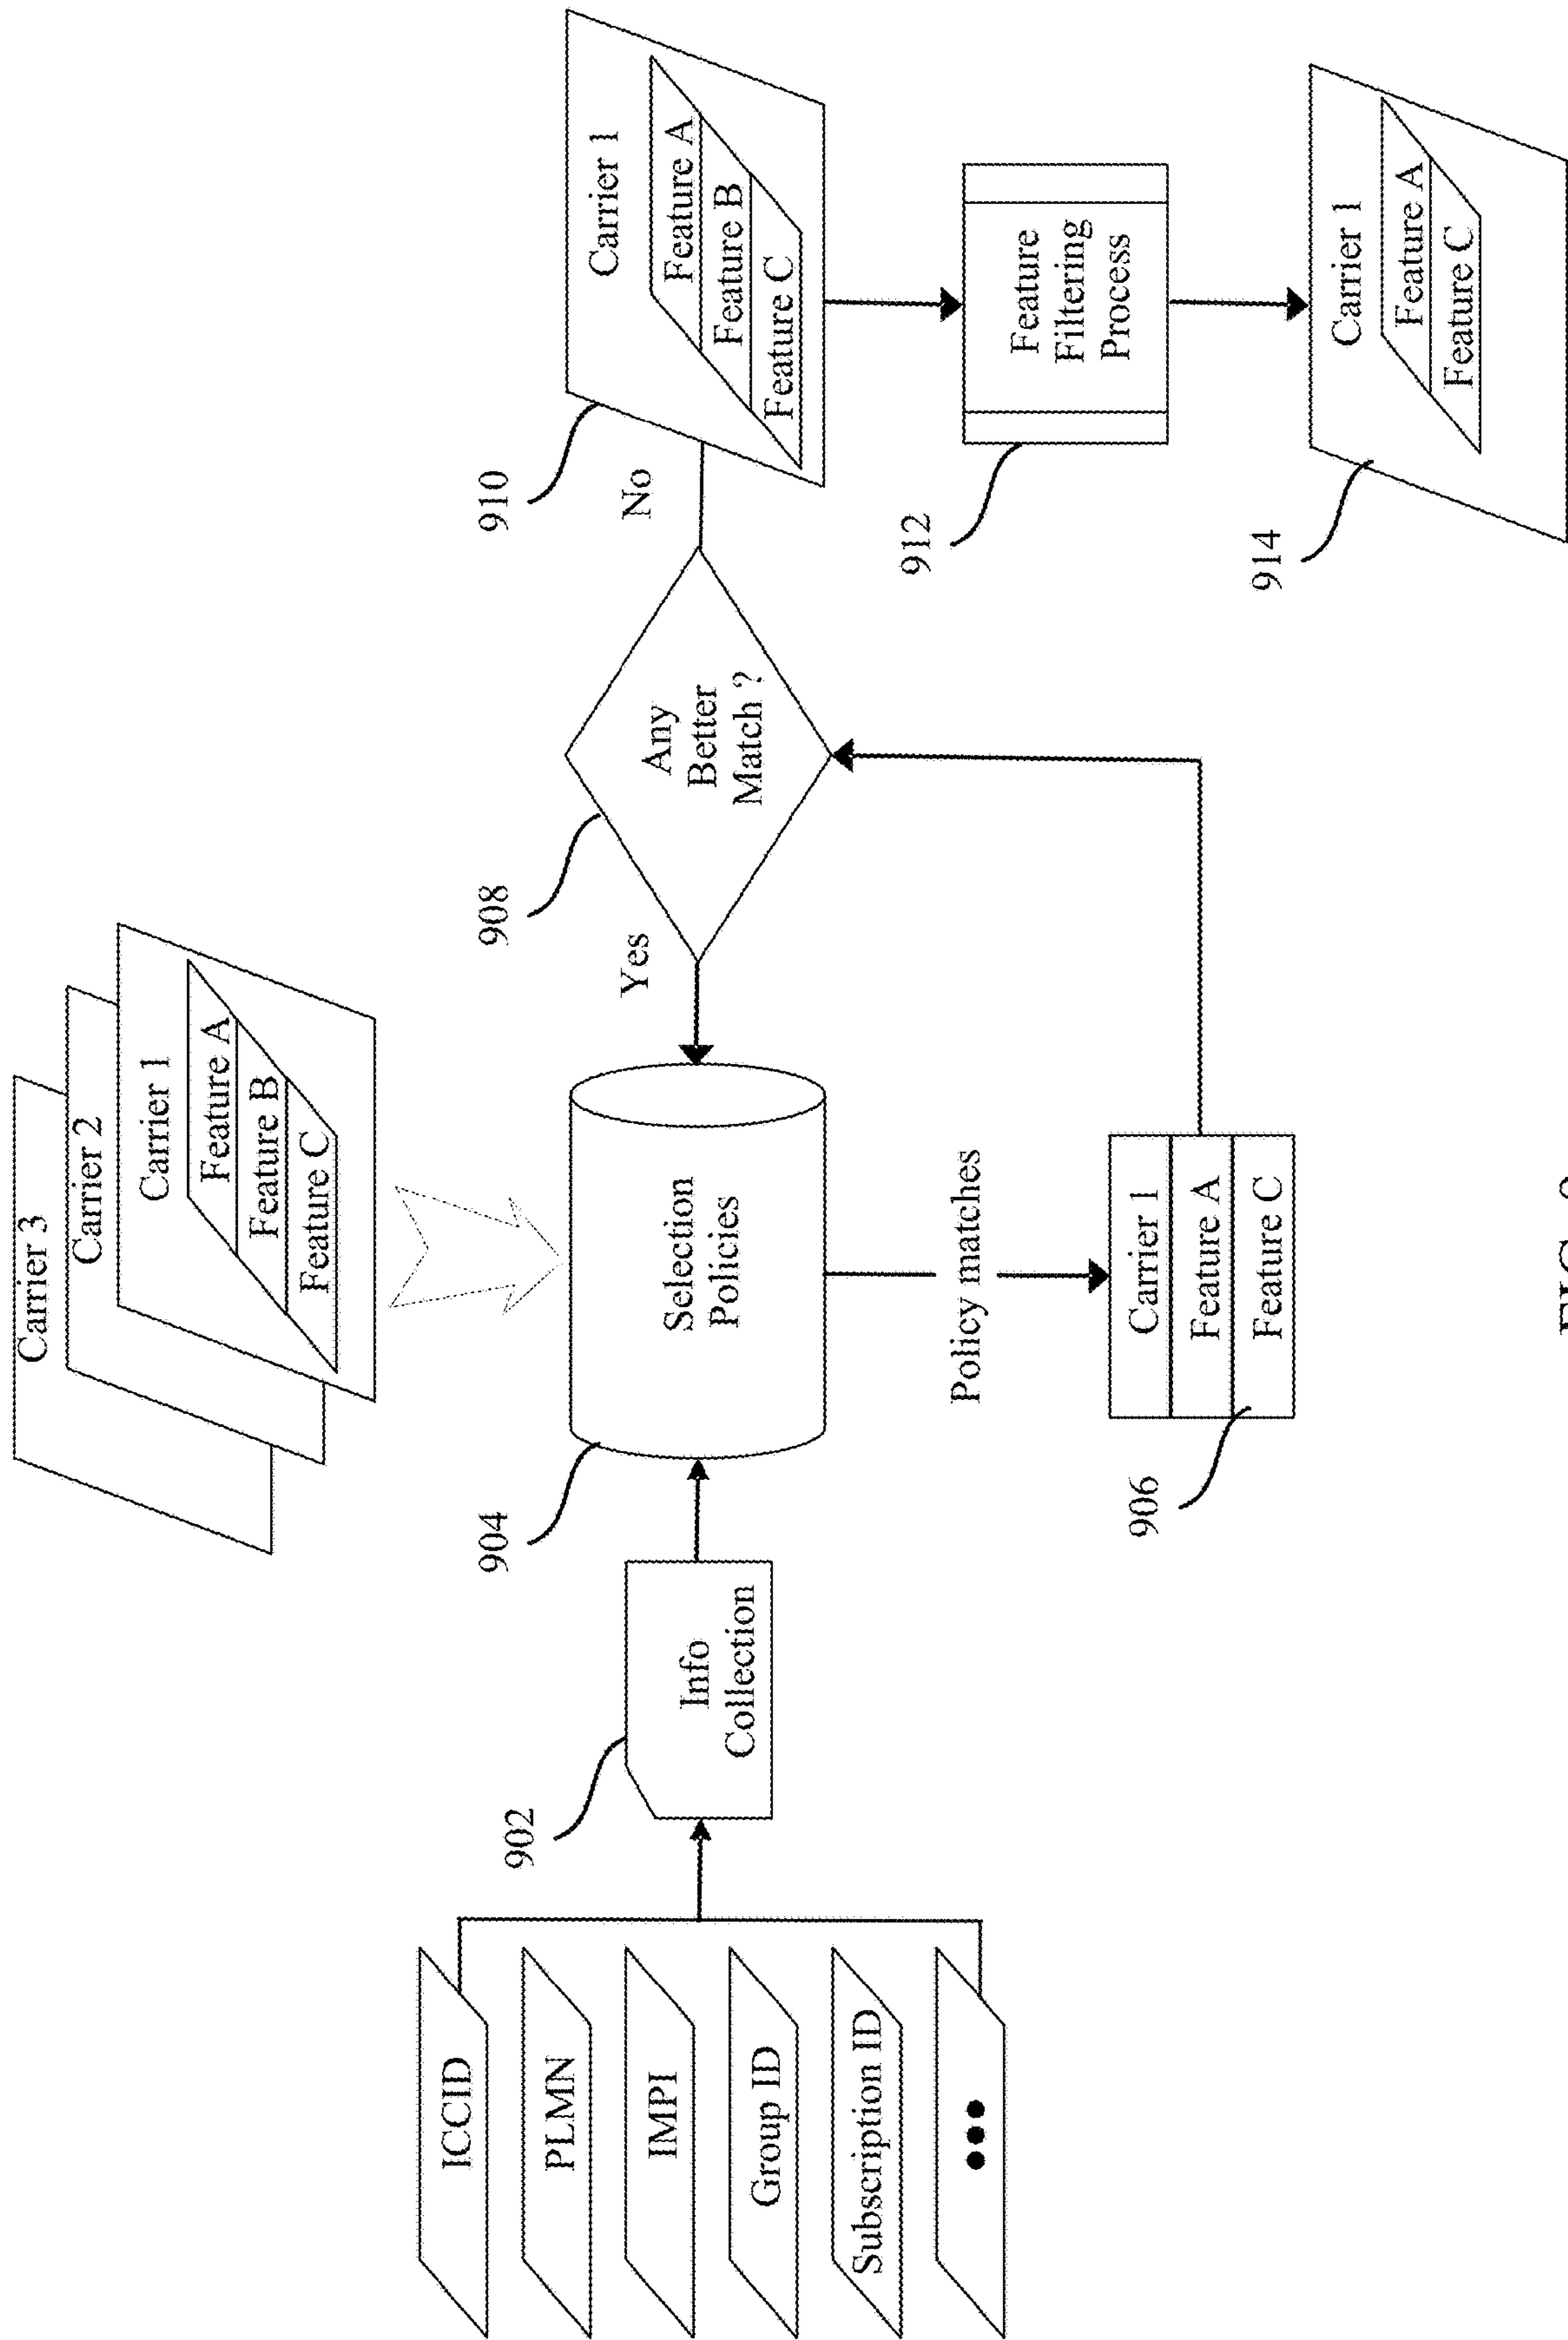 Carrier 3
Carrier 2
Carrier 1
Feature A
Feature B
Feature C
ICCID
PLMN
IMPI
Group ID
Subscription ID
•••
902
Info
Collection
904
Selection
Policies
Policy matches
906
Carrier 1
Feature A
Feature C
908
Any
Better
Match ?
Yes
No
910
Carrier 1
Feature A
Feature B
Feature C
912
Feature
Filtering
Process
914
Carrier 1
Feature A
Feature C